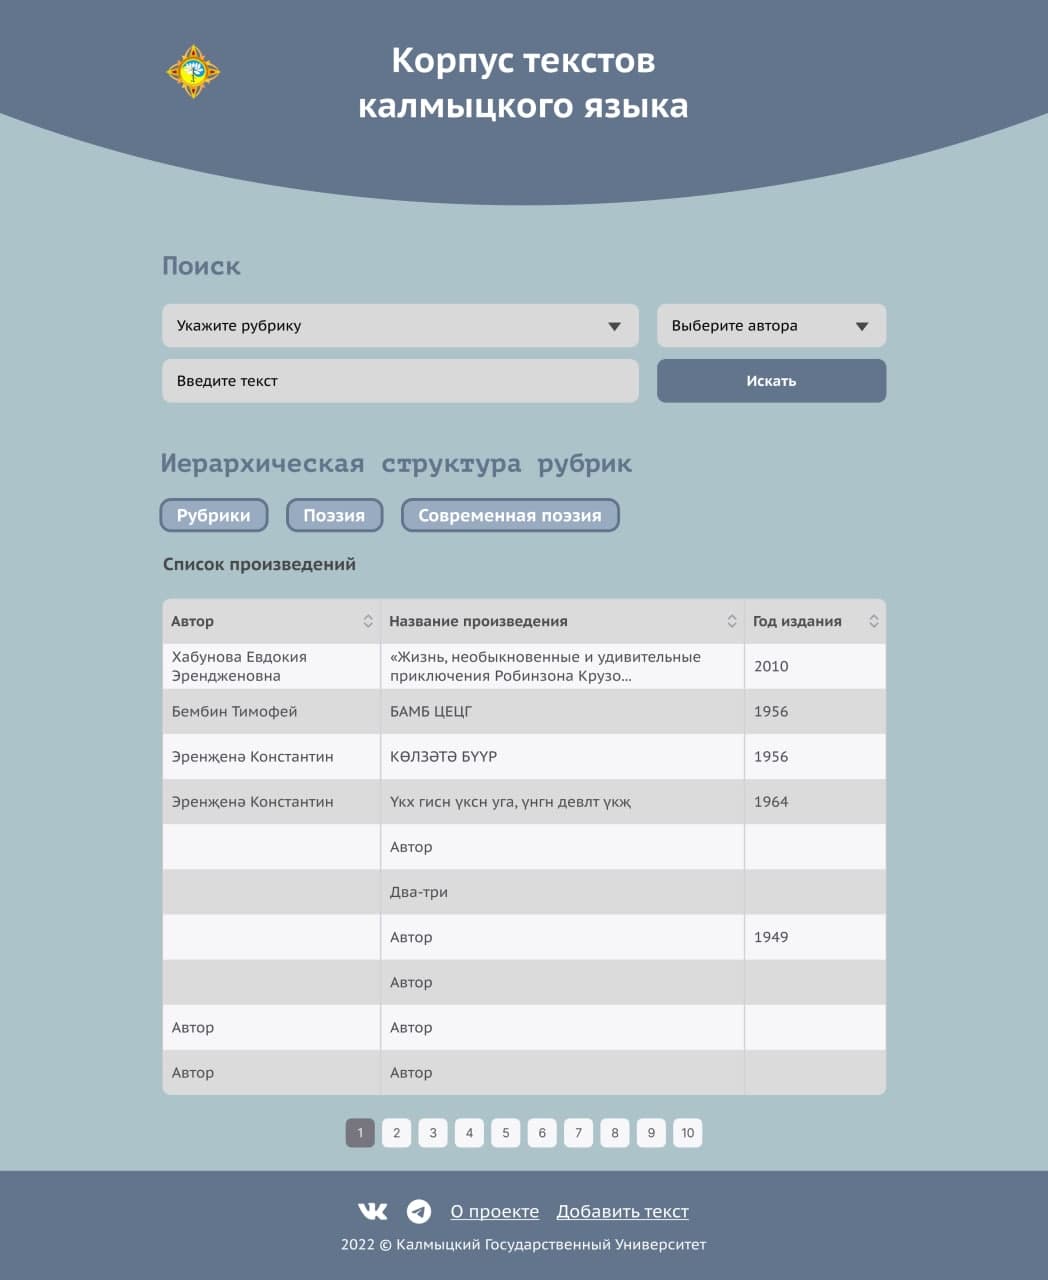 Корпус текстов
калмыцкого языка
Поиск
Укажите рубрику
Выберите автора
Введите текст
Искать
Иерархическая структура рубрик
Рубрики Поэзия Современная поэзия
Список произведений
Автор Название произведения Год издания
Хабунова Евдокия
Эрендженовна
«Жизнь, необыкновенные и удивительные
приключения Робинзона Крузо...
2010
Бембин Тимофей БАМБ ЦЕЦГ 1956
Эренҗенә Константин КӨЛЗӘТӘ БҮҮР 1956
Эренҗенә Константин Үкх гисн үксн уга, үнгн девлт үкҗ 1964
Автор
Два-три
Автор 1949
Автор
Автор Автор
Автор Автор
1 2 3 4 5 6 7 8 9 10
О проекте Добавить текст
2022 © Калмыцкий Государственный Университет